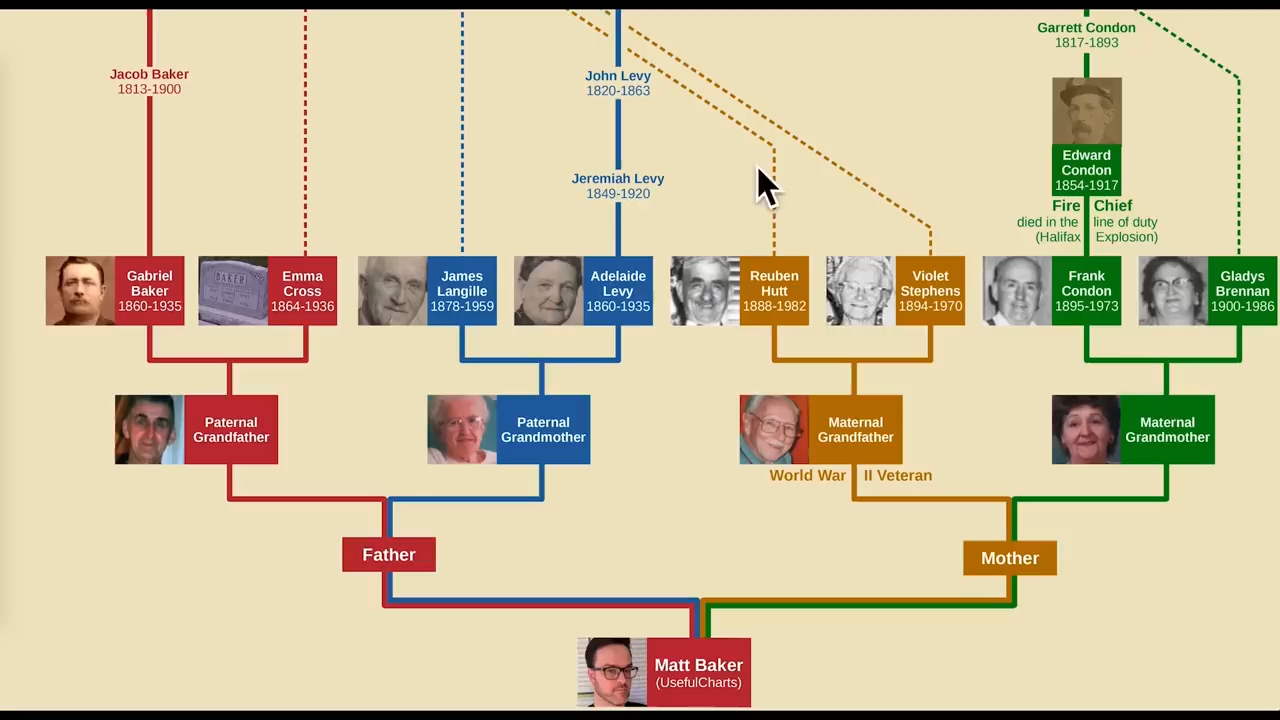 Garrett Condon
1817-1893
Jacob Baker
1813-1900
John Levy
1820-1863
Edward
Condon
1854-1917
Jeremiah Levy
1849-1920
Fire Chief
died in the line of duty
(Halifax Explosion)
Gabriel
Baker
1860-1935
BAKER
Emma
Cross
1864-1936
James
Langille
1878-1959
Adelaide
Levy
1860-1935
Reuben
Hutt
1888-1982
Violet
Stephens
1894-1970
Frank
Condon
1895-1973
Gladys
Brennan
1900-1986
Paternal
Grandfather
Paternal
Grandmother
Maternal
Grandfather
Maternal
Grandmother
World War II Veteran
Father
Mother
Matt Baker
(UsefulCharts)